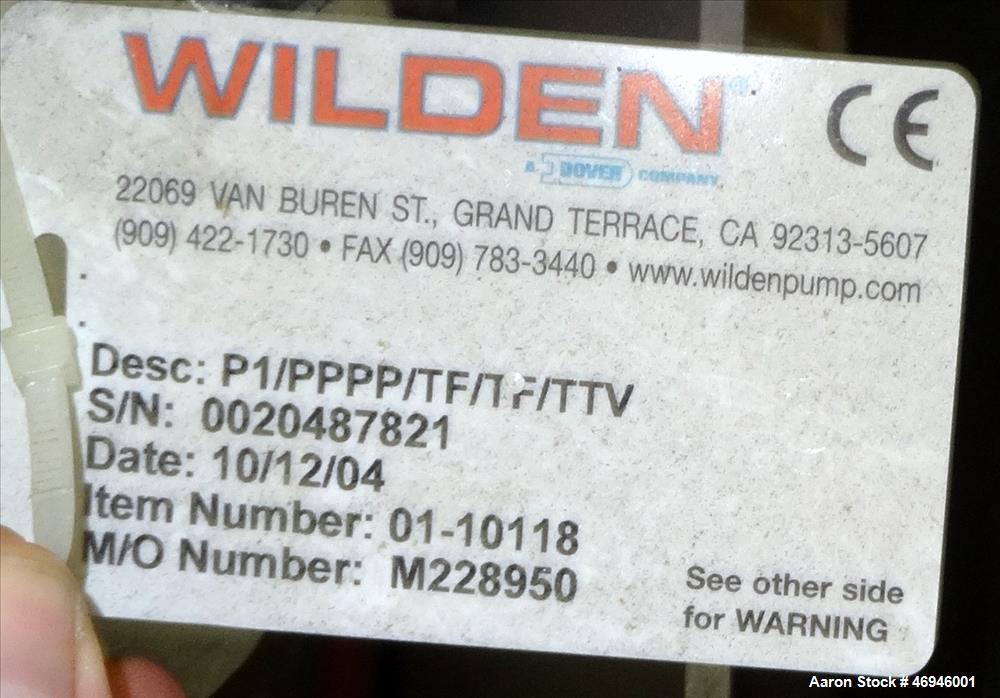 WILDEN
CE
A DOVER COMPANY
22069 VAN BUREN ST., GRAND TERRACE, CA 92313-5607
(909) 422-1730 • FAX (909) 783-3440 • www.wildenpump.com
Desc: P1/PPPP/TF/TF/TTV
S/N: 0020487821
Date: 10/12/04
Item Number: 01-10118
M/O Number: M228950
See other side
for WARNING
Aaron Stock # 46946001